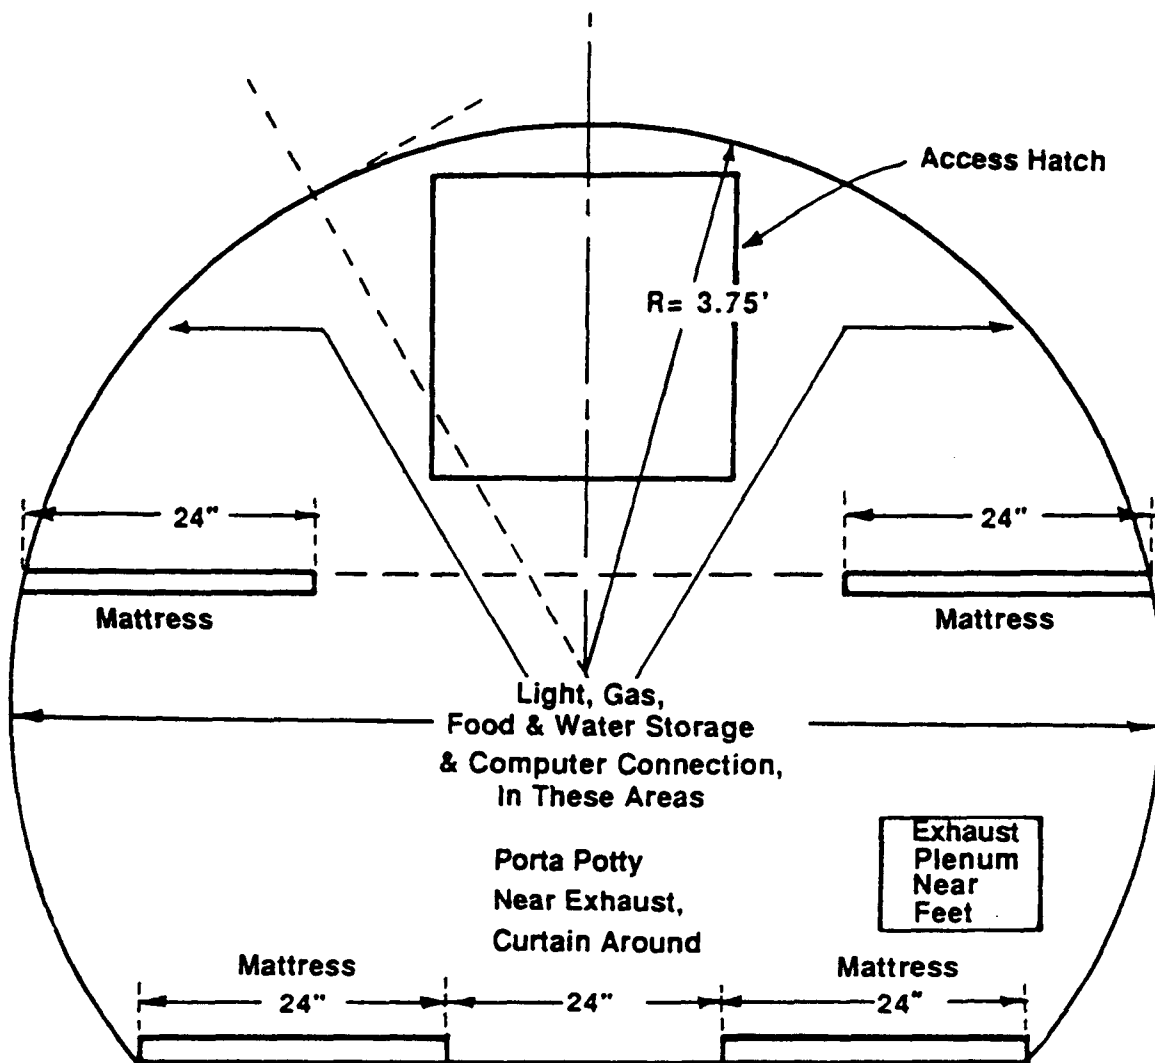 Access Hatch
R= 3.75'
24"
24"
Mattress
Mattress
Light, Gas,
Food & Water Storage
& Computer Connection,
In These Areas
Exhaust
Plenum
Near
Feet
Porta Potty
Near Exhaust,
Curtain Around
Mattress
Mattress
24"
24"
24"